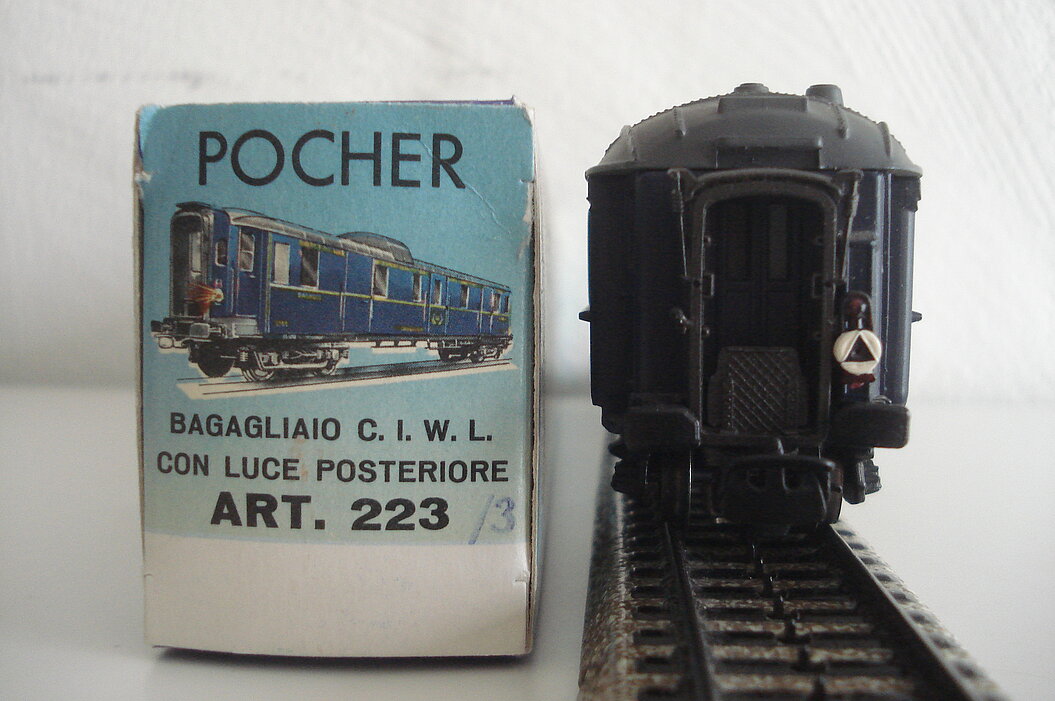 POCHER
BAGAGLIAIO C. I. W. L.
CON LUCE POSTERIORE
ART. 223 /3